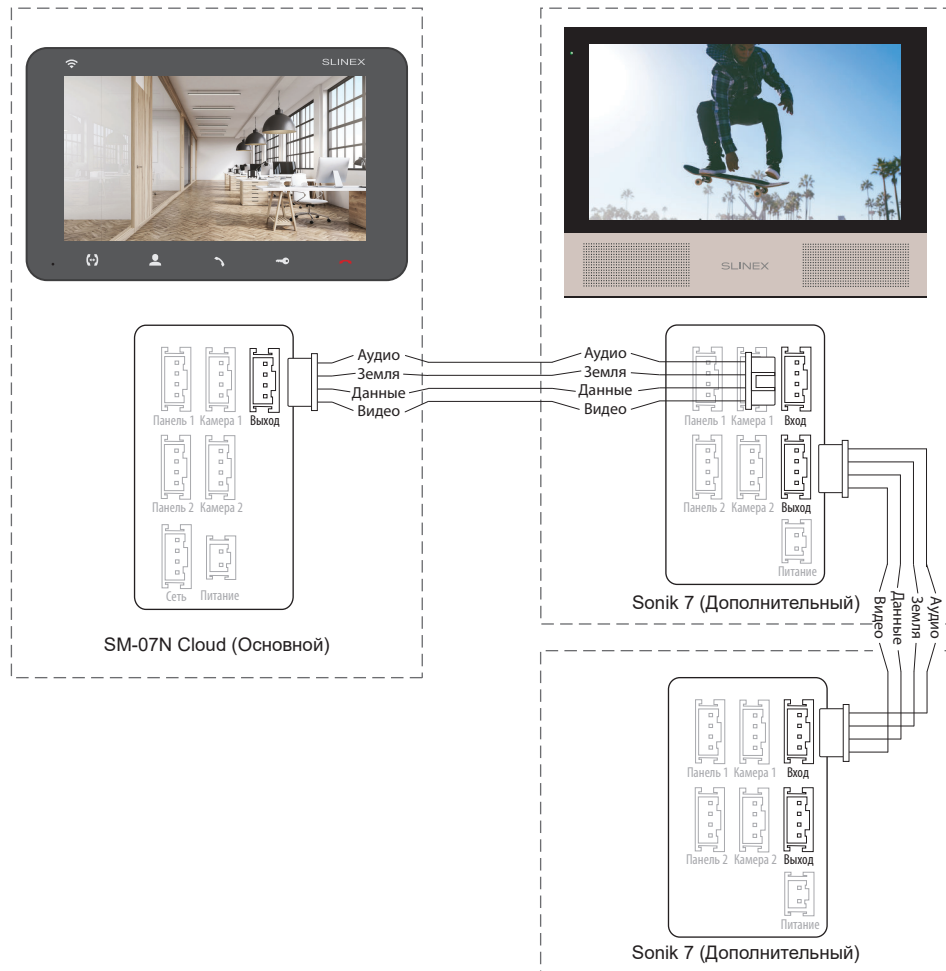 SLINEX
SLINEX
Аудио
Земля
Данные
Видео
Аудио
Земля
Данные
Видео
Панель 1 Камера 1 Выход
Панель 2 Камера 2
Сеть Питание
SM-07N Cloud (Основной)
Панель 1 Камера 1 Вход
Панель 2 Камера 2 Выход
Питание
Sonik 7 (Дополнительный)
Видео
Данные
Земля
Аудио
Панель 1 Камера 1 Вход
Панель 2 Камера 2 Выход
Питание
Sonik 7 (Дополнительный)